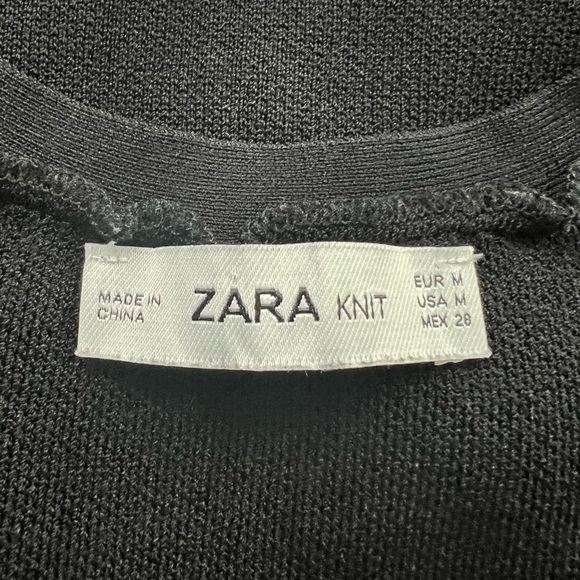 MADE IN
CHINA
ZARA KNIT
EUR M
USA M
MEX 28